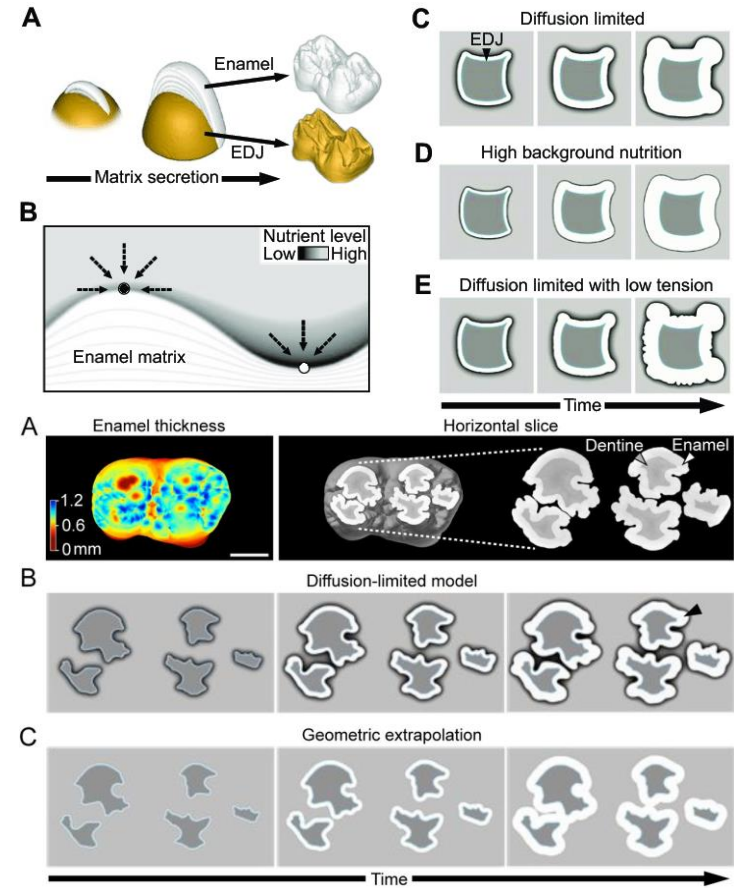 A
Enamel
EDJ
Matrix secretion
B
Nutrient level
Low High
Enamel matrix
C
Diffusion limited
EDJ
D
High background nutrition
E
Diffusion limited with low tension
Time
A
Enamel thickness
Horizontal slice
1.2
0.6
0 mm
Dentine Enamel
B
Diffusion-limited model
C
Geometric extrapolation
Time